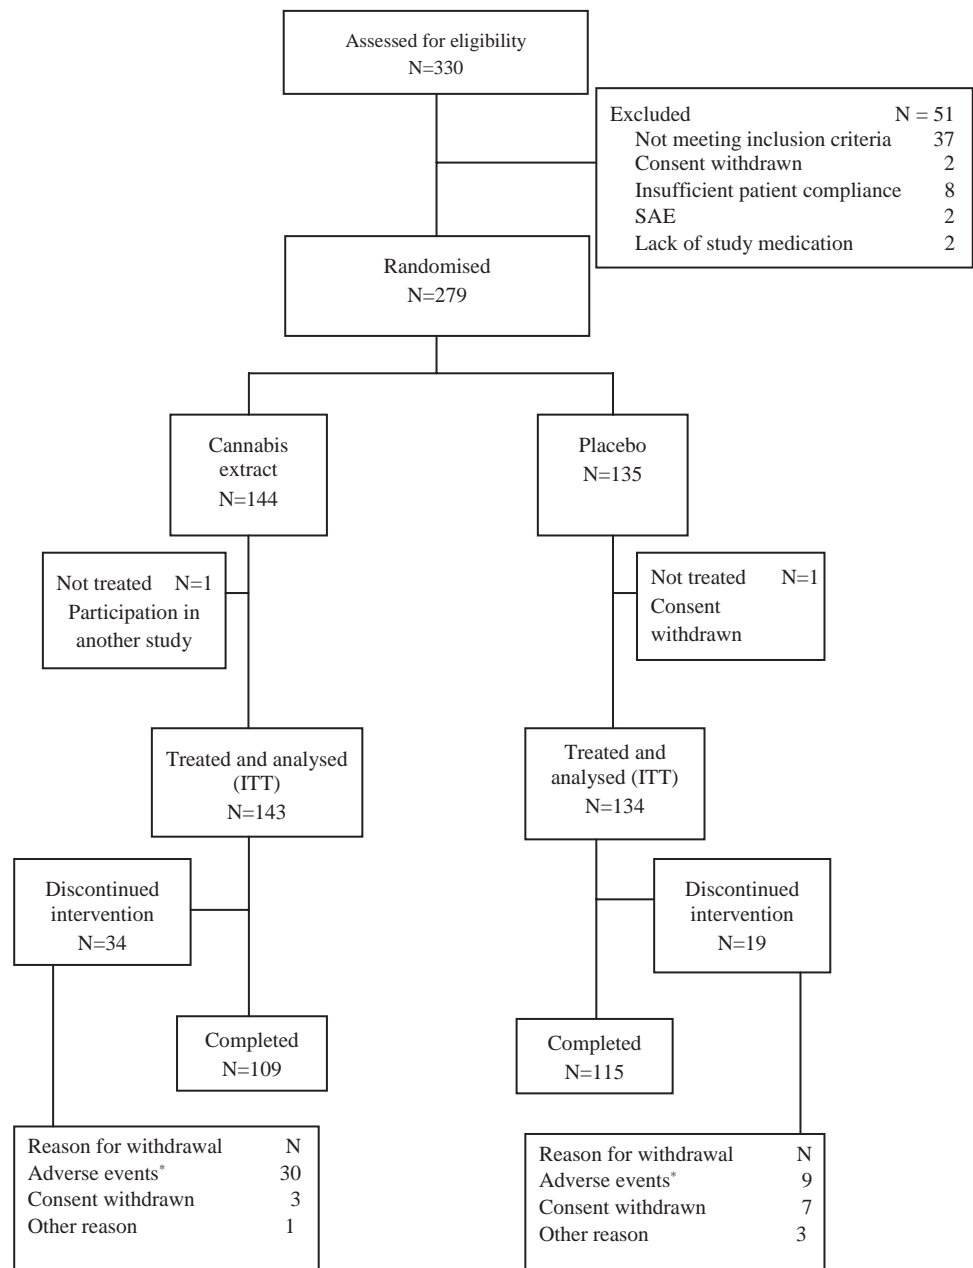 Assessed for eligibility
N=330
Excluded N = 51
Not meeting inclusion criteria 37
Consent withdrawn 2
Insufficient patient compliance 8
SAE 2
Lack of study medication 2
Randomised
N=279
Cannabis
extract
N=144
Placebo
N=135
Not treated N=1
Participation in
another study
Not treated N=1
Consent
withdrawn
Treated and analysed
(ITT)
N=143
Treated and
analysed (ITT)
N=134
Discontinued
intervention
N=34
Discontinued
intervention
N=19
Completed
N=109
Completed
N=115
Reason for withdrawal N
Adverse events* 30
Consent withdrawn 3
Other reason 1
Reason for withdrawal N
Adverse events* 9
Consent withdrawn 7
Other reason 3